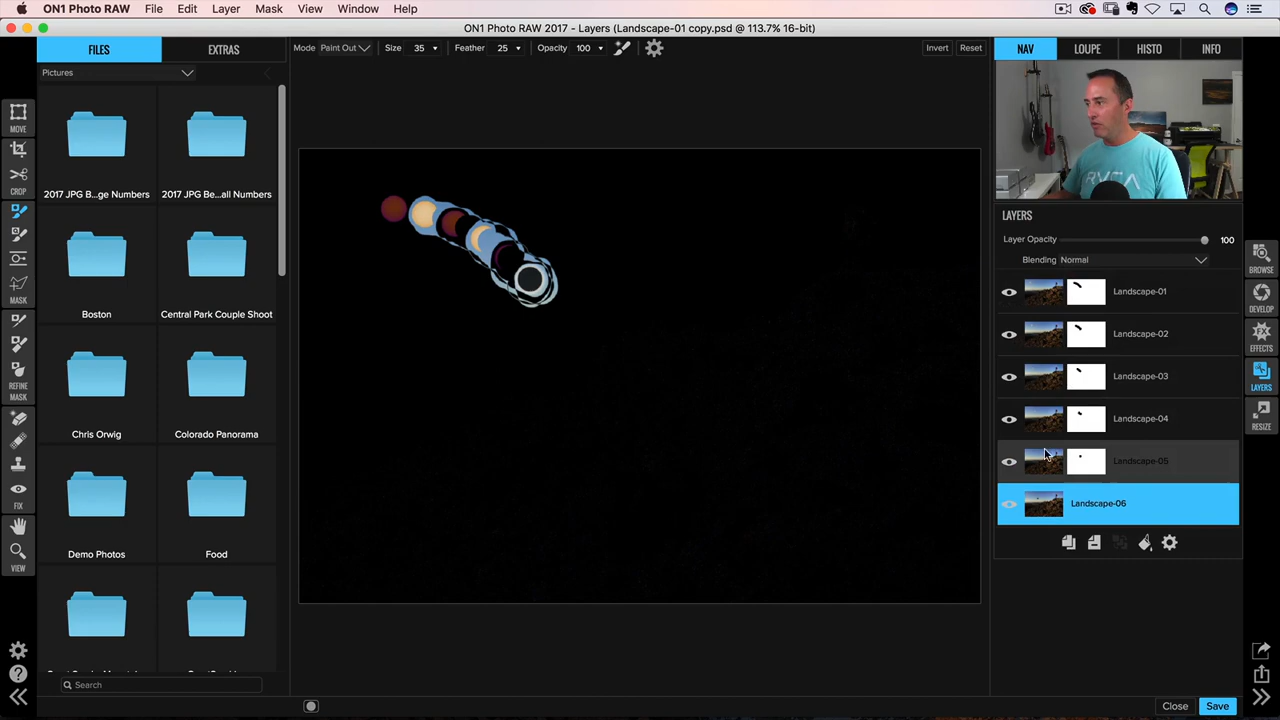 ON1 Photo RAW File Edit Layer Mask View Window Help
ON1 Photo RAW 2017 - Layers (Landscape-01 copy.psd @ 113.7% 16-bit)
FILES EXTRAS
Mode Paint Out Size 35 Feather 25 Opacity 100 Invert Reset
NAV LOUPE HISTO INFO
Pictures
MOVE
CROP
MASK
REFINE
MASK
FIX
VIEW
2017 JPG B...ge Numbers 2017 JPG Be...all Numbers
Boston Central Park Couple Shoot
Chris Orwig Colorado Panorama
Demo Photos Food
Search
RVCA
LAYERS
Layer Opacity 100
Blending Normal
Landscape-01
Landscape-02
Landscape-03
Landscape-04
Landscape-05
Landscape-06
BROWSE
DEVELOP
FX
EFFECTS
LAYERS
RESIZE
Close Save